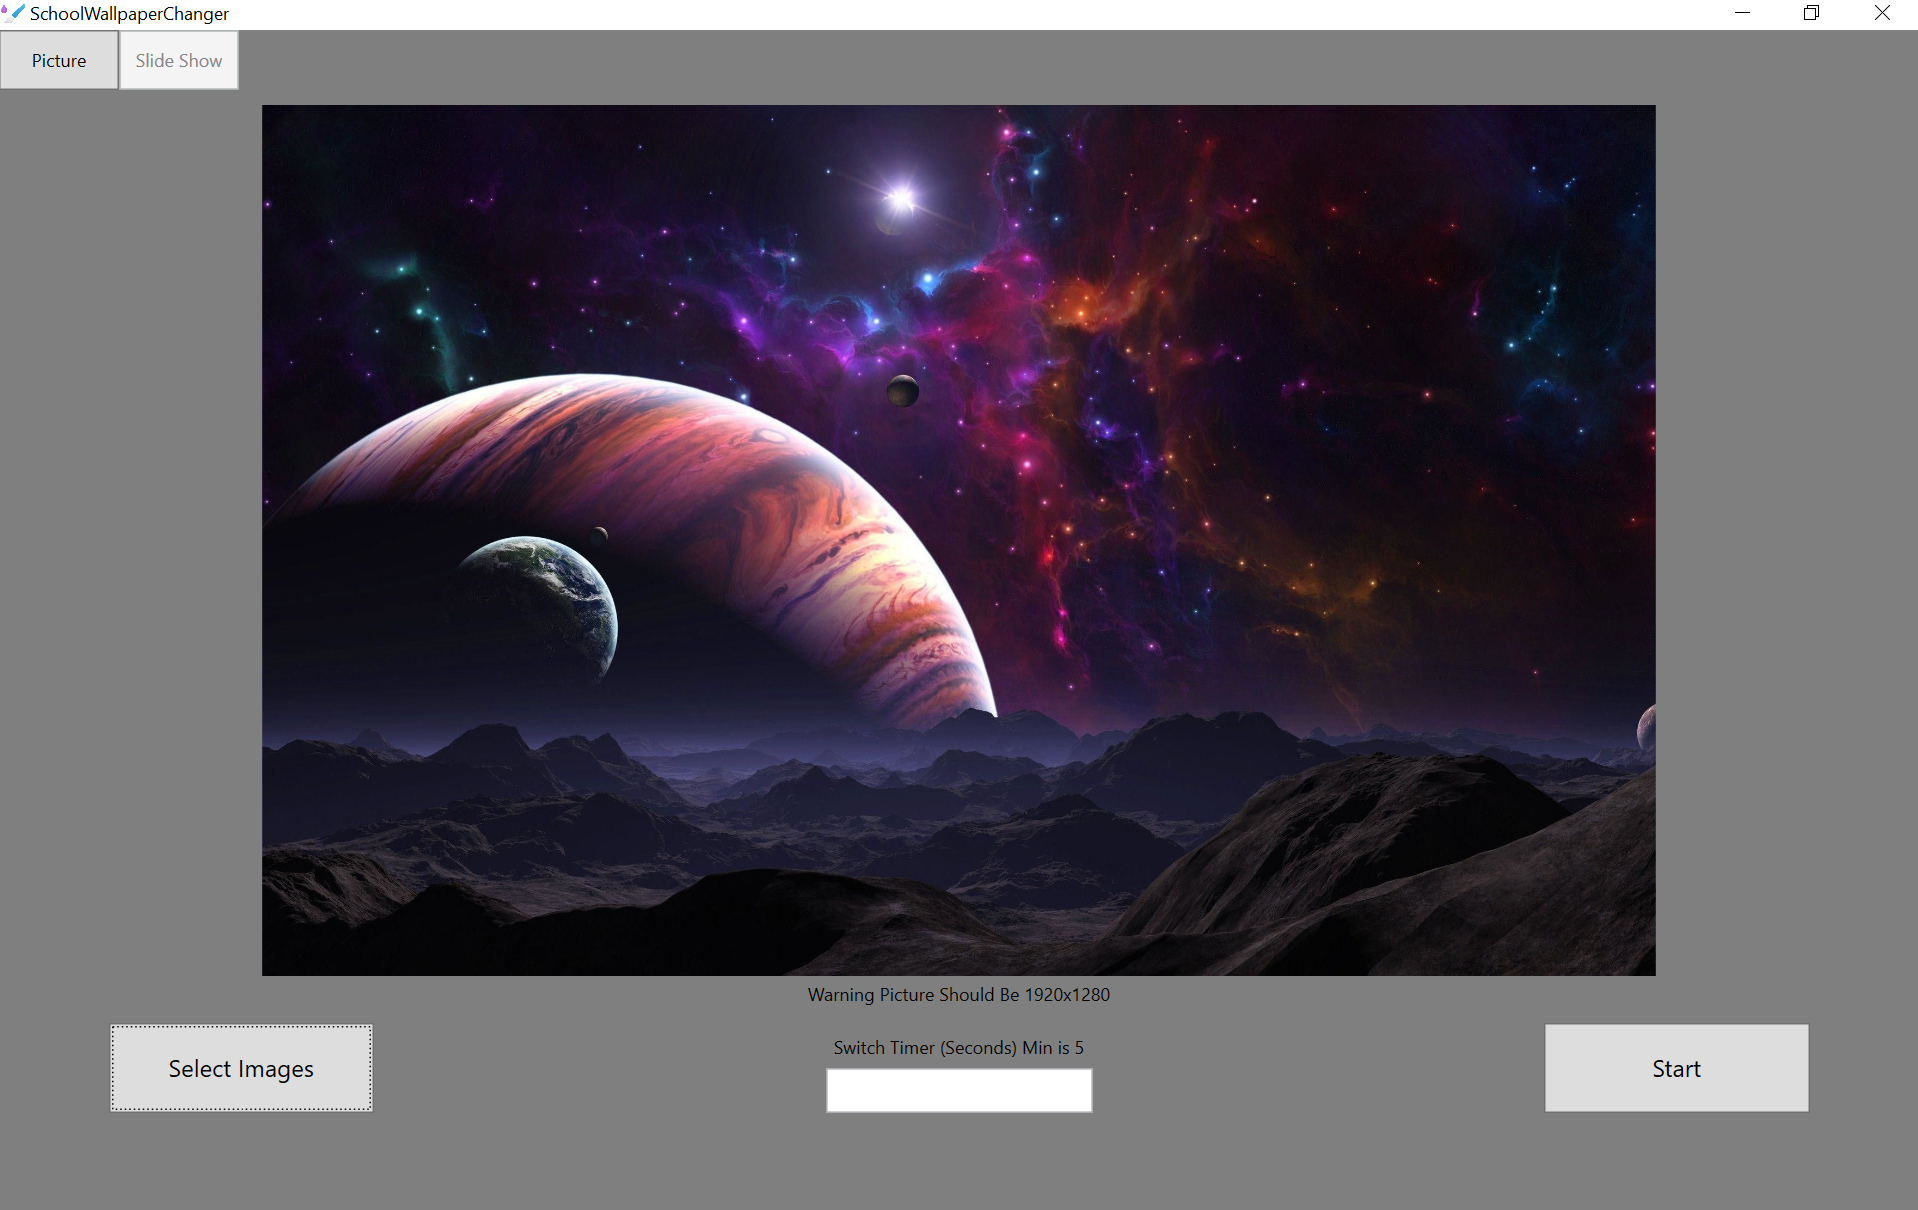 SchoolWallpaperChanger
Picture
Slide Show
Warning Picture Should Be 1920x1280
Select Images
Switch Timer (Seconds) Min is 5
Start